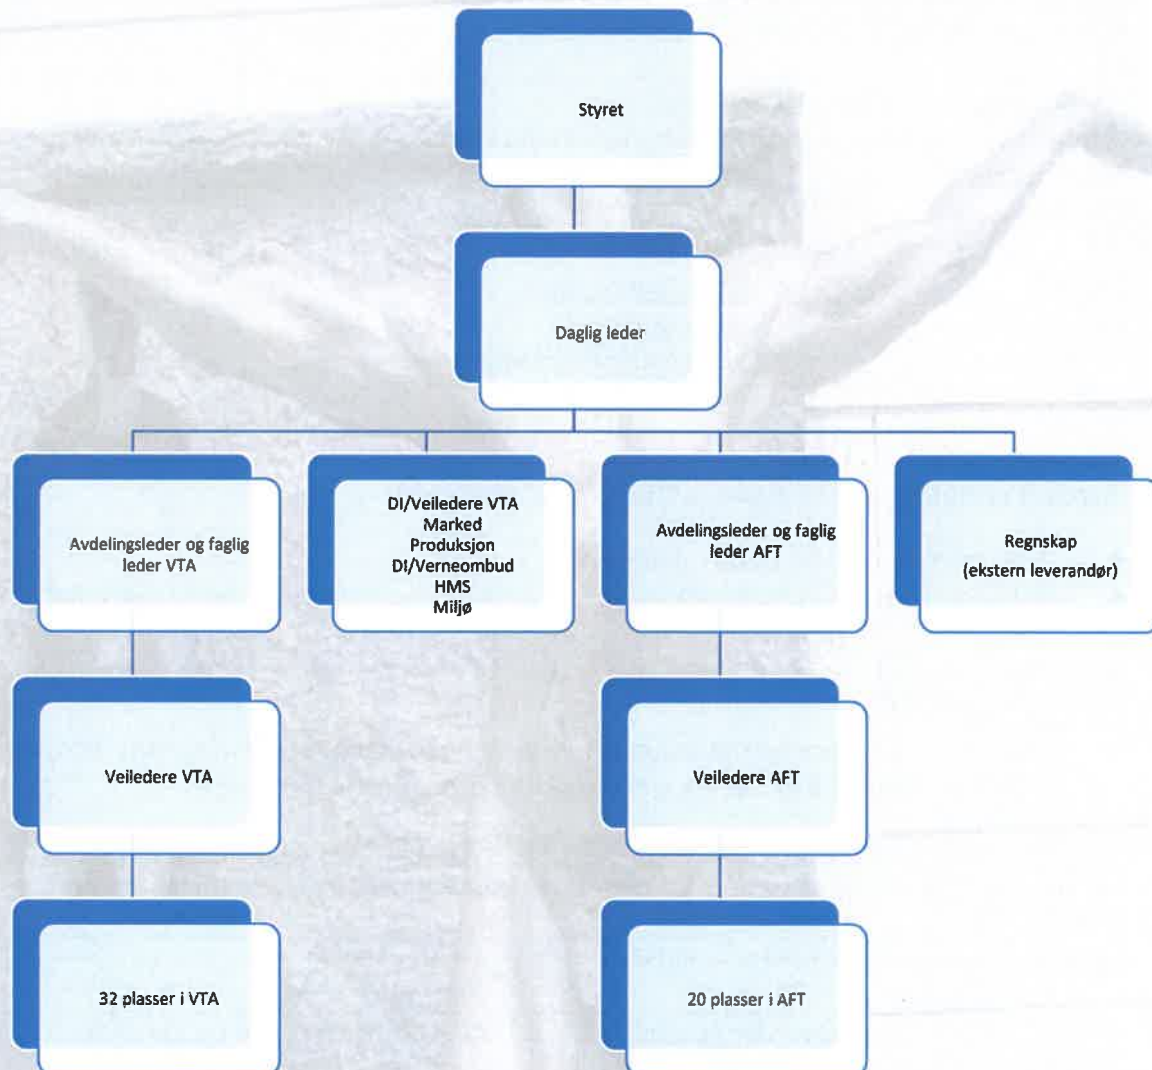 Styret
Daglig leder
Avdelingsleder og faglig
leder VTA
DI/Veiledere VTA
Marked
Produksjon
DI/Verneombud
HMS
Miljø
Avdelingsleder og faglig
leder AFT
Regnskap
(ekstern leverandør)
Veiledere VTA
Veiledere AFT
32 plasser i VTA
20 plasser i AFT